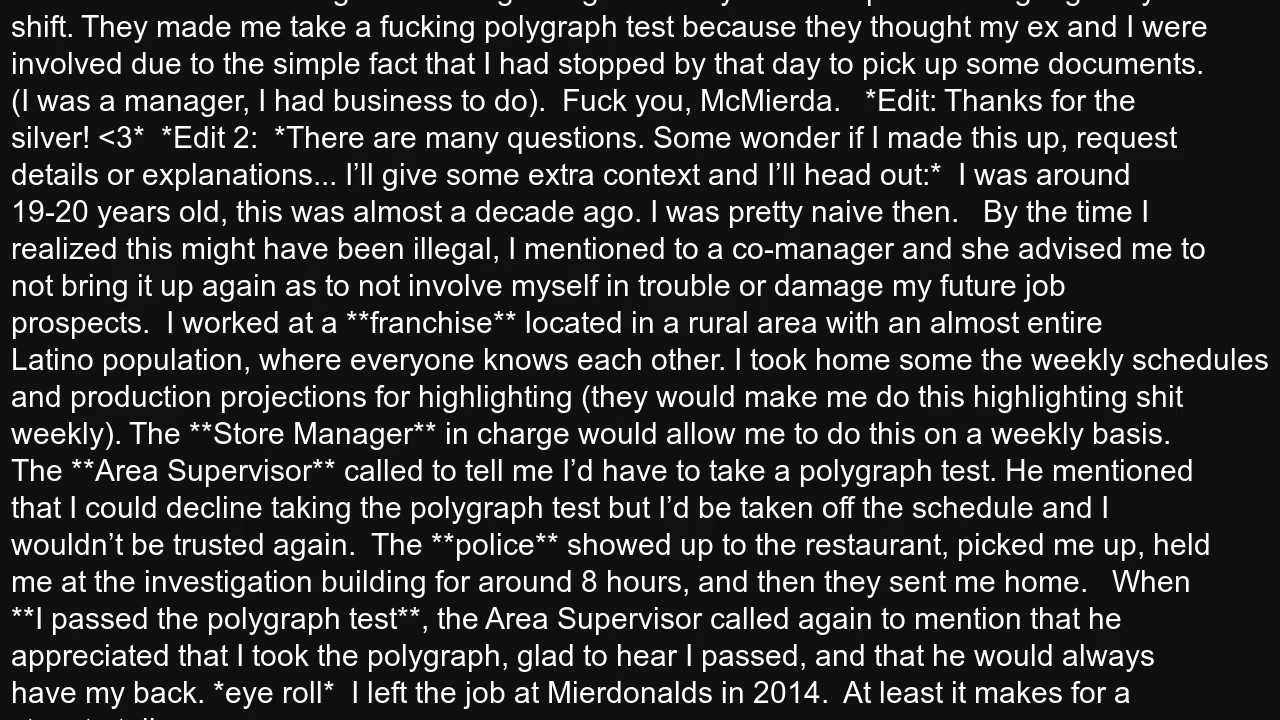 shift. They made me take a fucking polygraph test because they thought my ex and I were
involved due to the simple fact that I had stopped by that day to pick up some documents.
(I was a manager, I had business to do).  Fuck you, McMierda.   *Edit: Thanks for the
silver! <3*  *Edit 2:  *There are many questions. Some wonder if I made this up, request
details or explanations... I’ll give some extra context and I’ll head out:*  I was around
19-20 years old, this was almost a decade ago. I was pretty naive then.   By the time I
realized this might have been illegal, I mentioned to a co-manager and she advised me to
not bring it up again as to not involve myself in trouble or damage my future job
prospects.  I worked at a **franchise** located in a rural area with an almost entire
Latino population, where everyone knows each other. I took home some the weekly schedules
and production projections for highlighting (they would make me do this highlighting shit
weekly). The **Store Manager** in charge would allow me to do this on a weekly basis.
The **Area Supervisor** called to tell me I’d have to take a polygraph test. He mentioned
that I could decline taking the polygraph test but I’d be taken off the schedule and I
wouldn’t be trusted again.  The **police** showed up to the restaurant, picked me up, held
me at the investigation building for around 8 hours, and then they sent me home.   When
**I passed the polygraph test**, the Area Supervisor called again to mention that he
appreciated that I took the polygraph, glad to hear I passed, and that he would always
have my back. *eye roll*  I left the job at Mierdonalds in 2014.  At least it makes for a